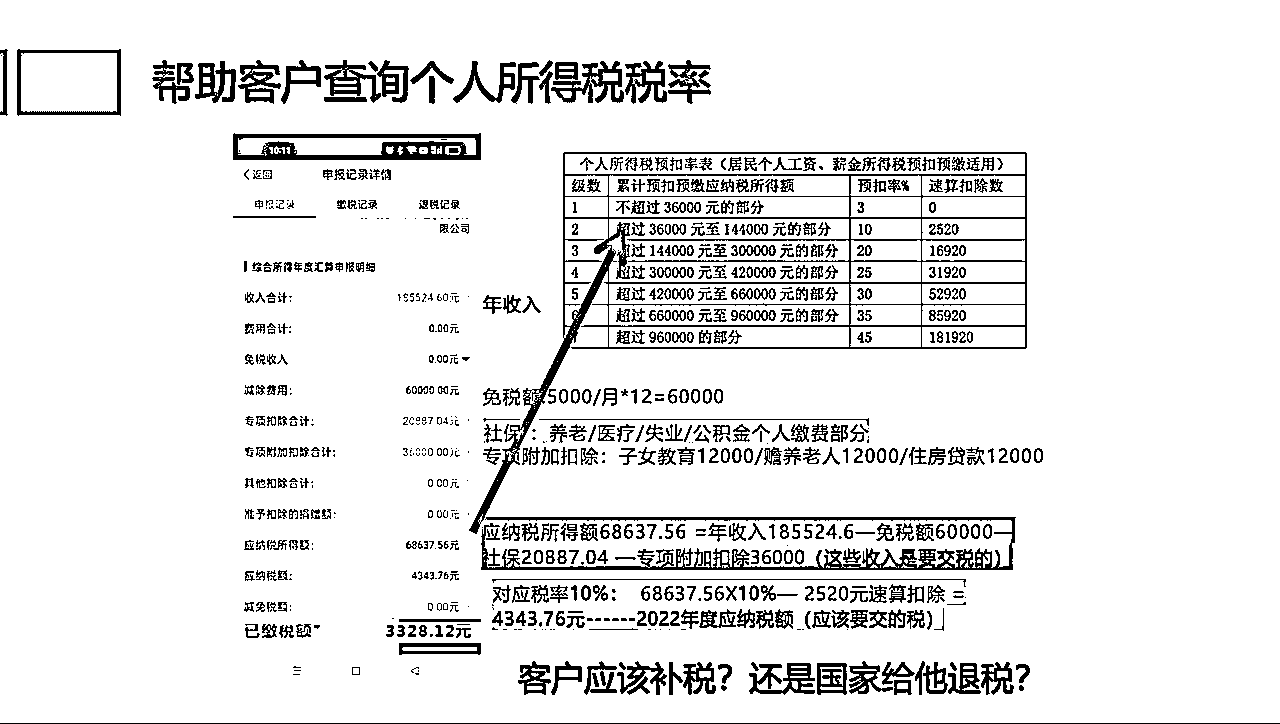 帮助客户查询个人所得税税率
10:11
返回
申报记录详情
申报记录 缴税记录 退税记录
限公司
综合所得年度汇算申报明细
收入合计: 185524.60元
费用合计: 0.00元
免税收入 0.00元
减除费用: 60000.00元
专项扣除合计: 20887.04元
专项附加扣除合计: 36000.00元
其他扣除合计: 0.00元
准予扣除的捐赠额: 0.00元
应纳税所得额: 68637.56元
应纳税额: 4343.76元
减免税额: 0.00元
已缴税额 3328.12元
个人所得税预扣率表（居民个人工资、薪金所得税预扣预缴适用）
级数 累计预扣预缴应纳税所得额 预扣率% 速算扣除数
1 不超过 36000 元的部分 3 0
2 超过 36000 元至 144000 元的部分 10 2520
3 超过 144000 元至 300000 元的部分 20 16920
4 超过 300000 元至 420000 元的部分 25 31920
5 超过 420000 元至 660000 元的部分 30 52920
6 超过 660000 元至 960000 元的部分 35 85920
7 超过 960000 的部分 45 181920
年收入
免税额5000/月*12=60000
社保：养老/医疗/失业/公积金个人缴费部分
专项附加扣除：子女教育12000/赡养老人12000/住房贷款12000
应纳税所得额68637.56 =年收入185524.6—免税额60000—
社保20887.04 —专项附加扣除36000（这些收入是要交税的）
对应税率10%： 68637.56X10%— 2520元速算扣除 =
4343.76元------2022年度应纳税额（应该要交的税）
客户应该补税？还是国家给他退税？